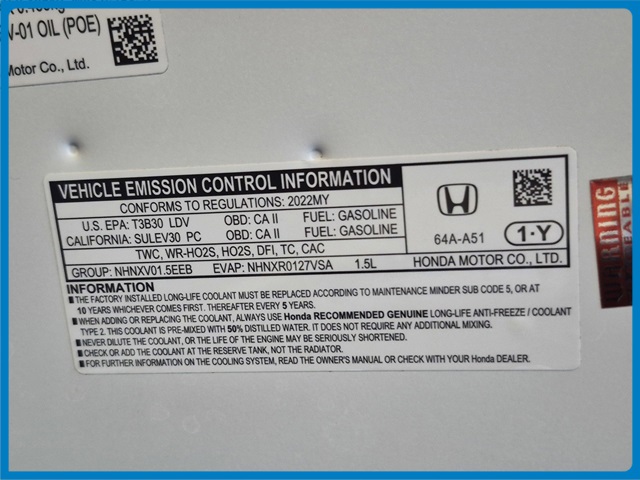 V-01 OIL (POE)
Motor Co., Ltd.
VEHICLE EMISSION CONTROL INFORMATION
CONFORMS TO REGULATIONS: 2022MY
U.S. EPA: T3B30 LDV OBD: CA II FUEL: GASOLINE
CALIFORNIA: SULEV30 PC OBD: CA II FUEL: GASOLINE
TWC, WR-HO2S, HO2S, DFI, TC, CAC
GROUP: NHNXV01.5EEB EVAP: NHNXR0127VSA 1.5L
64A-A51
1·Y
HONDA MOTOR CO., LTD.
INFORMATION
■THE FACTORY INSTALLED LONG-LIFE COOLANT MUST BE REPLACED ACCORDING TO MAINTENANCE MINDER SUB CODE 5, OR AT
10 YEARS WHICHEVER COMES FIRST. THEREAFTER EVERY 5 YEARS.
■WHEN ADDING OR REPLACING THE COOLANT, ALWAYS USE Honda RECOMMENDED GENUINE LONG-LIFE ANTI-FREEZE / COOLANT
TYPE 2. THIS COOLANT IS PRE-MIXED WITH 50% DISTILLED WATER. IT DOES NOT REQUIRE ANY ADDITIONAL MIXING.
■NEVER DILUTE THE COOLANT, OR THE LIFE OF THE ENGINE MAY BE SERIOUSLY SHORTENED.
■CHECK OR ADD THE COOLANT AT THE RESERVE TANK, NOT THE RADIATOR.
■FOR FURTHER INFORMATION ON THE COOLING SYSTEM, READ THE OWNER'S MANUAL OR CHECK WITH YOUR Honda DEALER.
WARNING